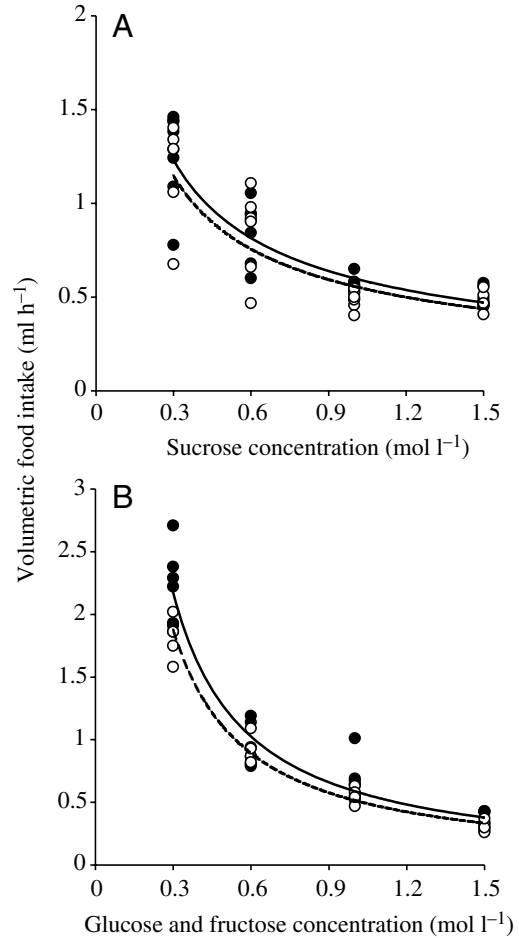 A
2
1.5
1
0.5
0
0 0.3 0.6 0.9 1.2 1.5
Sucrose concentration (mol l⁻¹)
Volumetric food intake (ml h⁻¹)
B
3
2.5
2
1.5
1
0.5
0
0 0.3 0.6 0.9 1.2 1.5
Glucose and fructose concentration (mol l⁻¹)